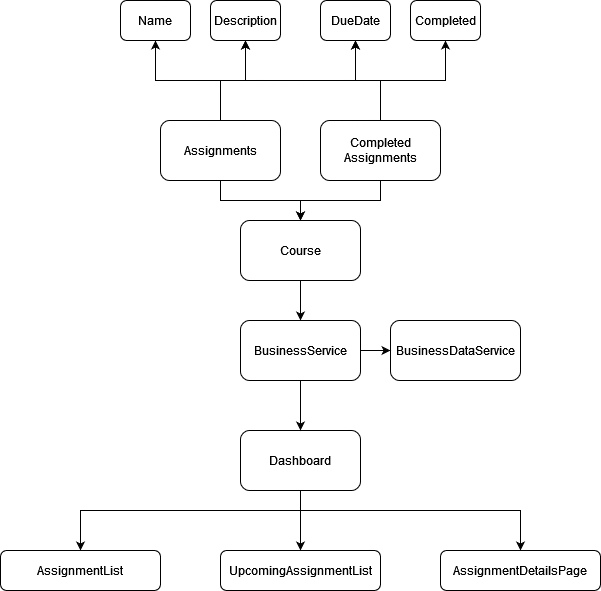 Name
Description
DueDate
Completed
Assignments
Completed
Assignments
Course
BusinessService
BusinessDataService
Dashboard
AssignmentList
UpcomingAssignmentList
AssignmentDetailsPage